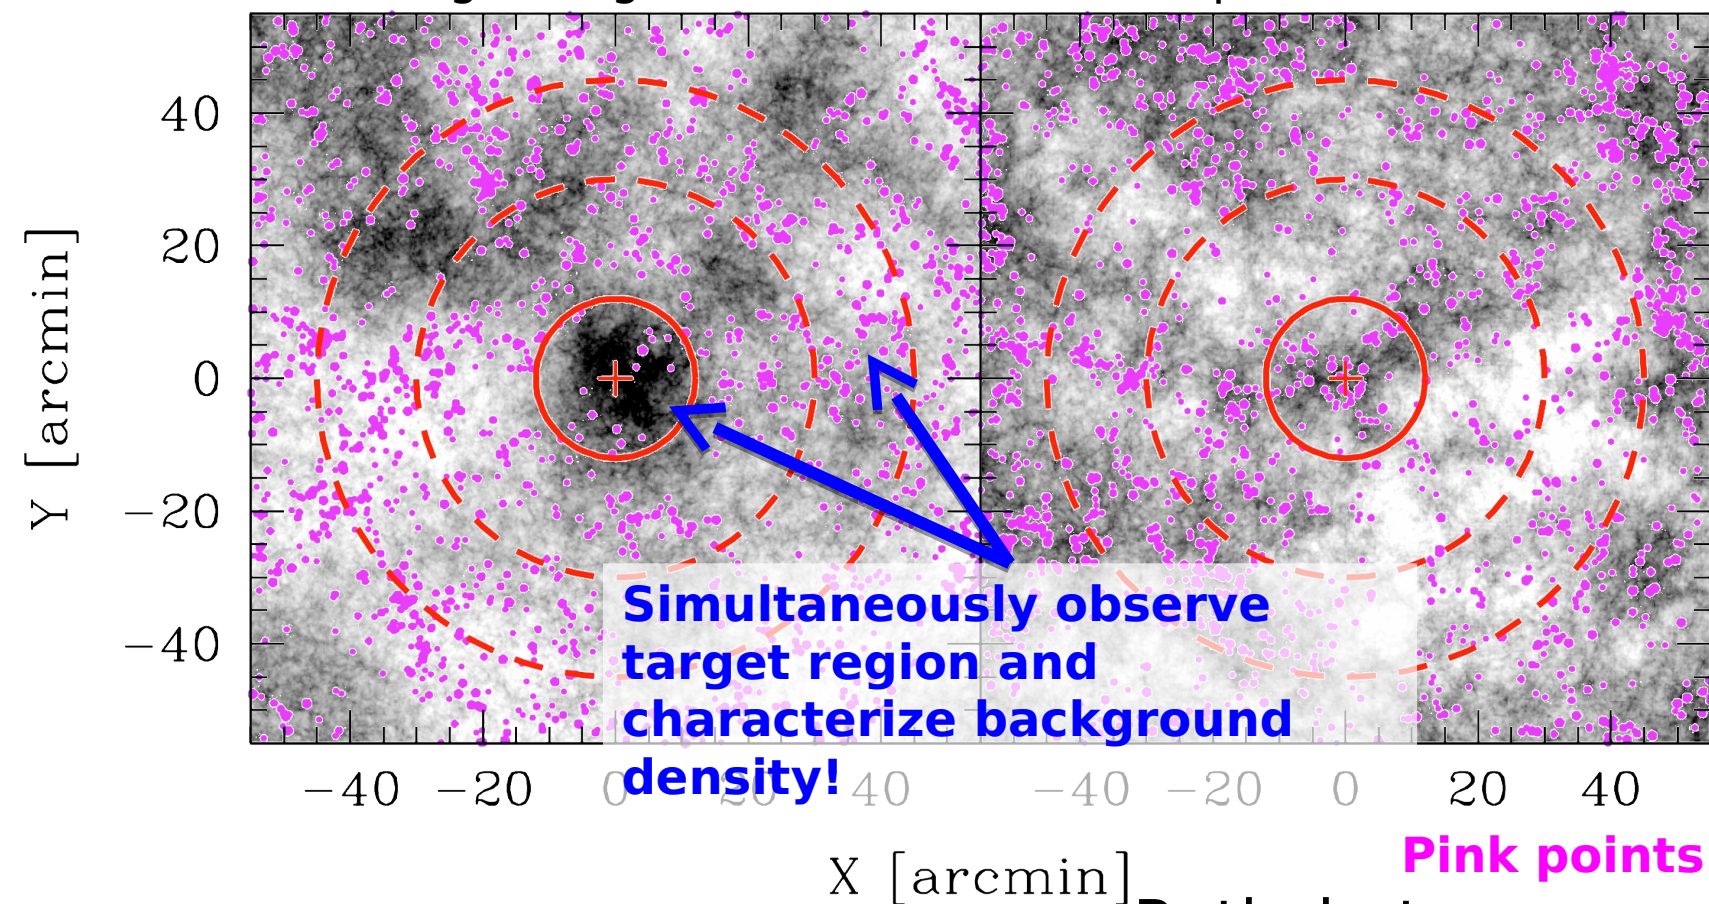 40
20
0
−20
−40
Y [arcmin]
Simultaneously observe
target region and
characterize background
density!
−40 −20 0 20 40 −40 −20 0 20 40
Pink points
X [arcmin]